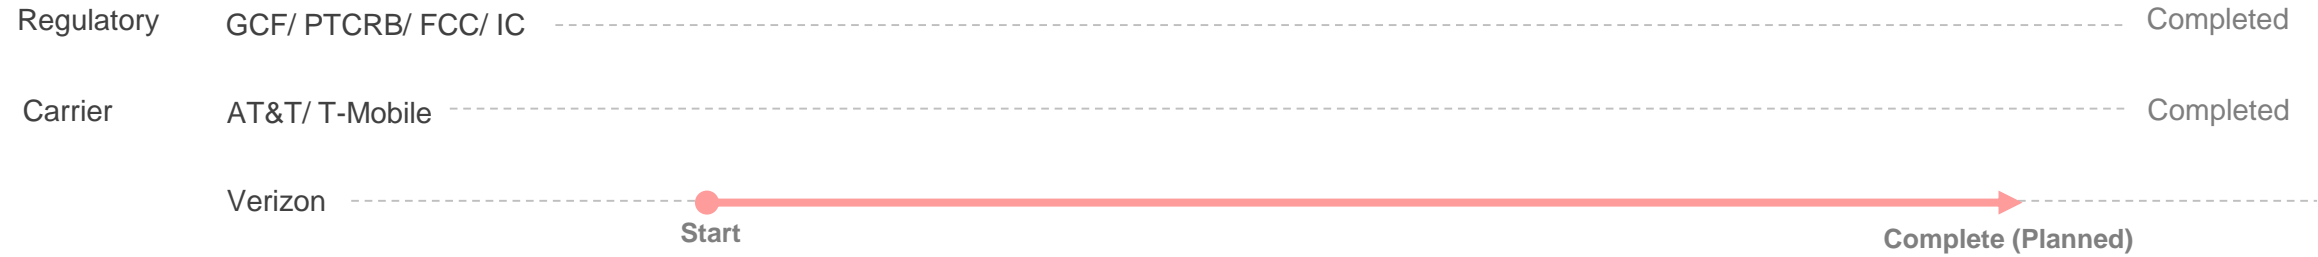 Regulatory GCF/ PTCRB/ FCC/ IC Completed
Carrier AT&T/ T-Mobile Completed
Verizon
Start
Complete (Planned)